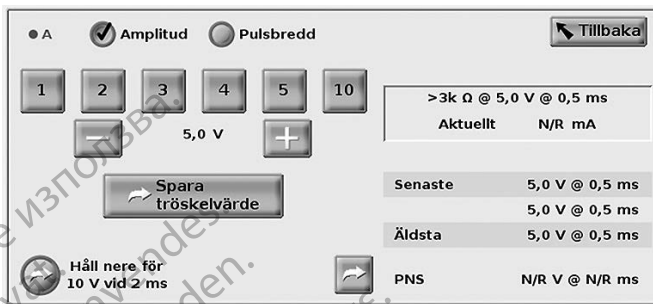 A Amplitud Pulsbredd Tillbaka
1 2 3 4 5 10
5,0 V
>3k Ω @ 5,0 V @ 0,5 ms
Aktuellt N/R mA
Spara
tröskelvärde
Senaste 5,0 V @ 0,5 ms
5,0 V @ 0,5 ms
Äldsta 5,0 V @ 0,5 ms
Håll nere för
10 V vid 2 ms
PNS N/R V @ N/R ms